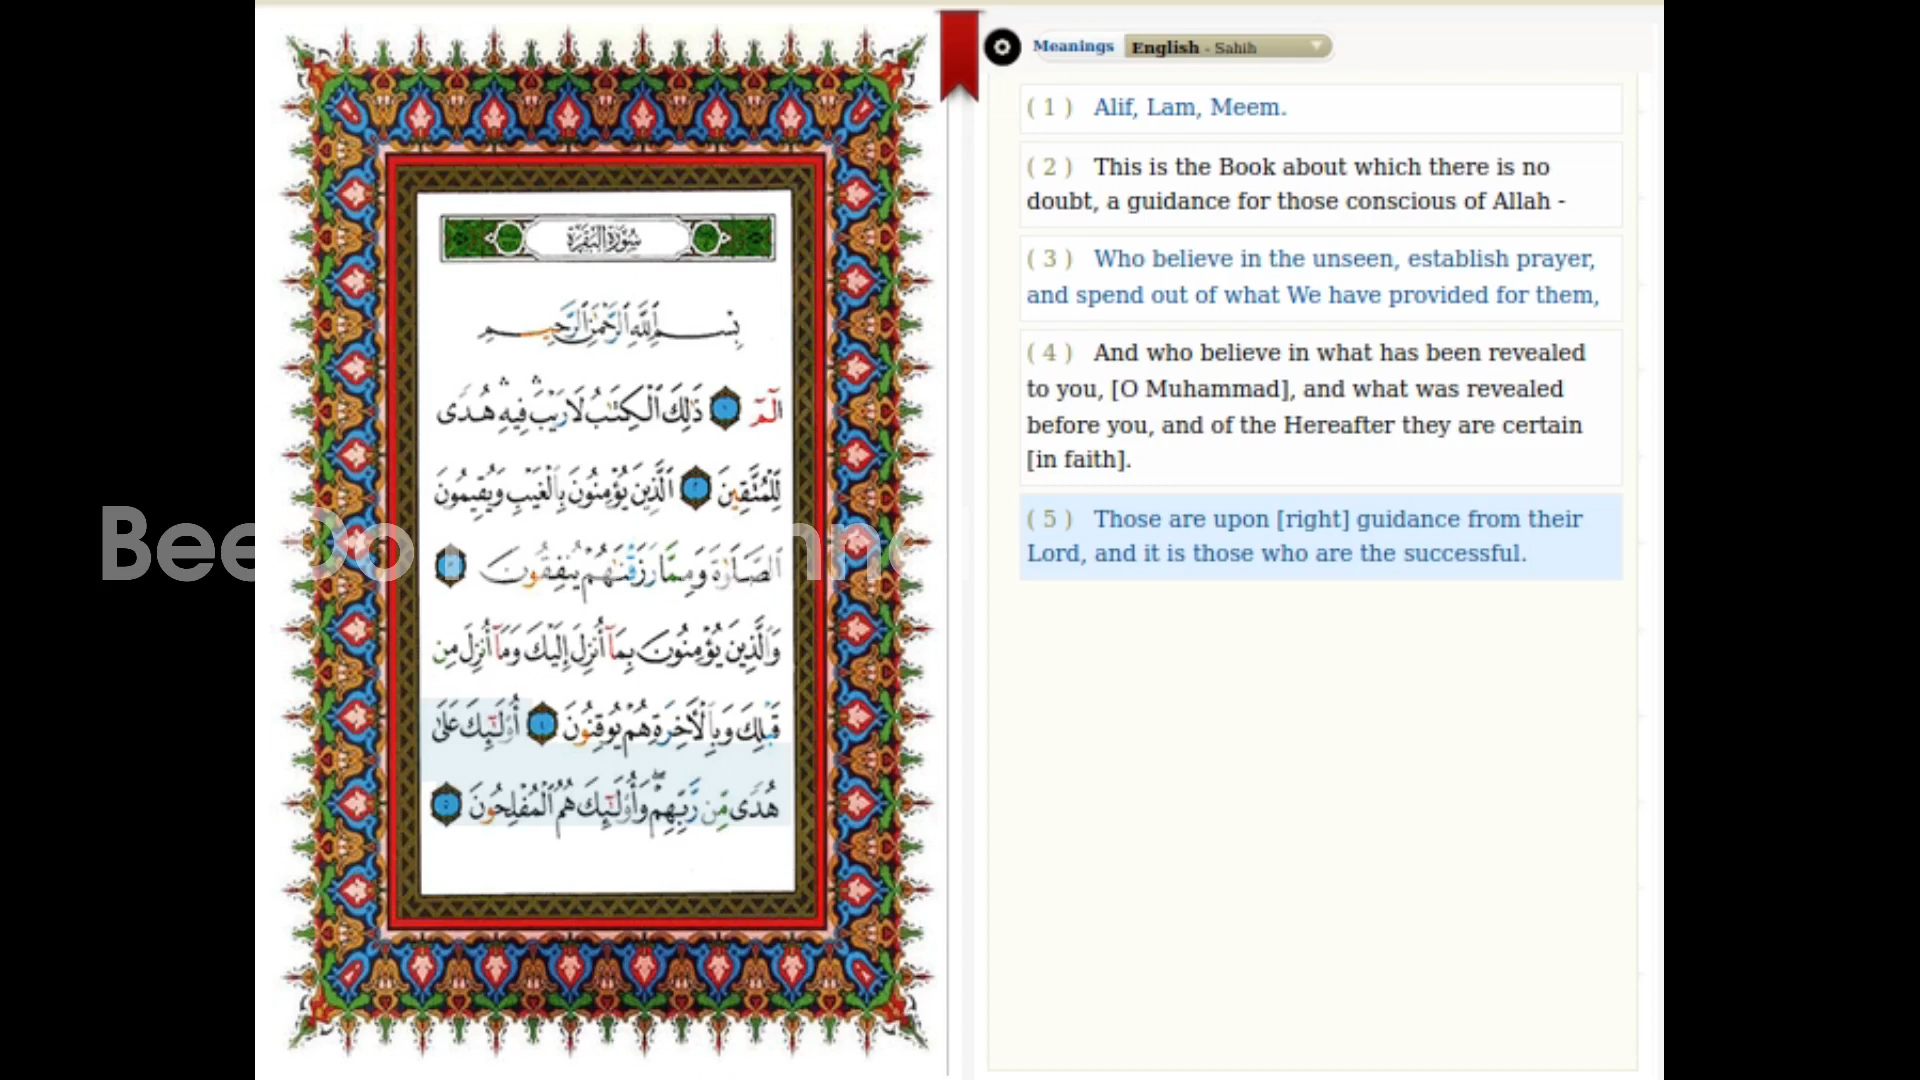 سُورَةُ البَقَرَةِ
بِسْمِ ٱللَّهِ ٱلرَّحْمَٰنِ ٱلرَّحِيمِ
الٓمٓ ١ ذَٰلِكَ ٱلْكِتَٰبُ لَا رَيْبَۛ فِيهِۛ هُدًى
لِّلْمُتَّقِينَ ٢ ٱلَّذِينَ يُؤْمِنُونَ بِٱلْغَيْبِ وَيُقِيمُونَ
ٱلصَّلَوٰةَ وَمِمَّا رَزَقْنَٰهُمْ يُنفِقُونَ ٣
وَٱلَّذِينَ يُؤْمِنُونَ بِمَآ أُنزِلَ إِلَيْكَ وَمَآ أُنزِلَ مِن
قَبْلِكَ وَبِٱلْأَخِرَةِ هُمْ يُوقِنُونَ ٤ أُو۟لَٰٓئِكَ عَلَىٰ
هُدًى مِّن رَّبِّهِمْۖ وَأُو۟لَٰٓئِكَ هُمُ ٱلْمُفْلِحُونَ ٥
Meanings English - Sahih
( 1 ) Alif, Lam, Meem.
( 2 ) This is the Book about which there is no
doubt, a guidance for those conscious of Allah -
( 3 ) Who believe in the unseen, establish prayer,
and spend out of what We have provided for them,
( 4 ) And who believe in what has been revealed
to you, [O Muhammad], and what was revealed
before you, and of the Hereafter they are certain
[in faith].
( 5 ) Those are upon [right] guidance from their
Lord, and it is those who are the successful.